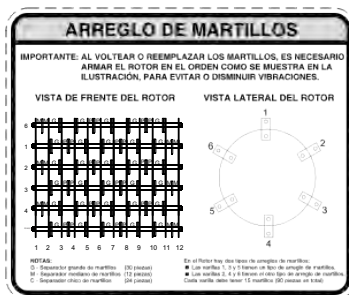 ARREGLO DE MARTILLOS
IMPORTANTE: AL VOLTEAR O REEMPLAZAR LOS MARTILLOS, ES NECESARIO
ARMAR EL ROTOR EN EL ORDEN COMO SE MUESTRA EN LA
ILUSTRACIÓN, PARA EVITAR O DISMINUIR VIBRACIONES.
VISTA DE FRENTE DEL ROTOR
VISTA LATERAL DEL ROTOR
6
1
2
3
4
1 2 3 4 5 6 7 8 9 10 11 12
1
2
3
4
5
6
NOTAS:
G - Separador grande de martillos (30 piezas)
M - Separador mediano de martillos (12 piezas)
C - Separador chico de martillos (24 piezas)
En el Rotor hay dos tipos de arreglos de martillos:
■ Las varillas 1, 3 y 5 tienen un tipo de arreglo de martillos.
■ Las varillas 2, 4 y 6 tienen el otro tipo de arreglo de martillos.
Cada varilla debe tener 15 martillos (90 piezas en total)